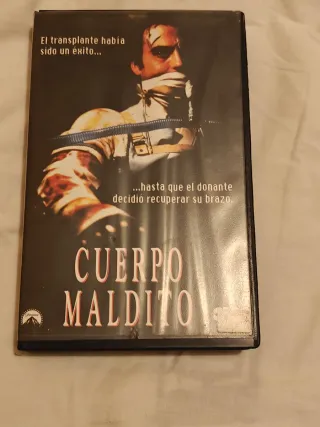 El transplante había
sido un éxito...
...hasta que el donante
decidió recuperar su brazo.
CUERPO
MALDITO